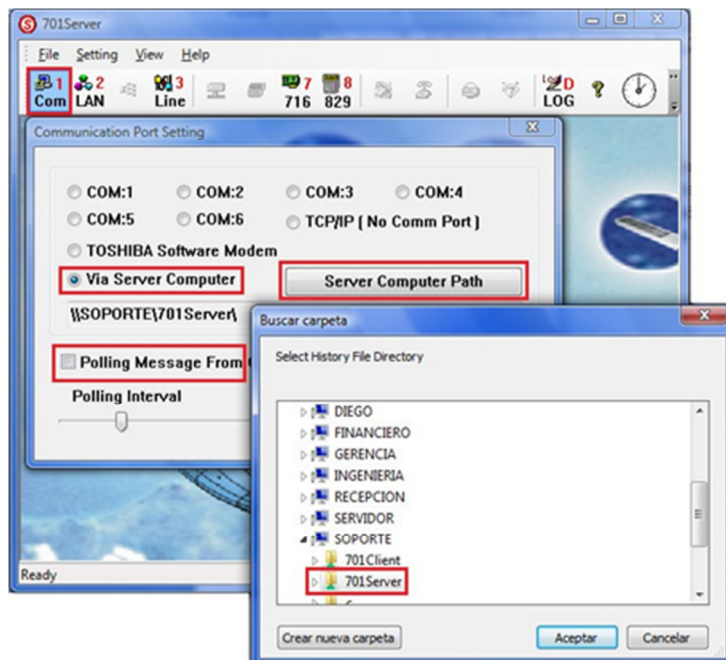 701Server
File Setting View Help
1 2 3 7 8 D
Com LAN Line 716 829 LOG
Communication Port Setting
COM:1 COM:2 COM:3 COM:4
COM:5 COM:6 TCP/IP ( No Comm Port )
TOSHIBA Software Modem
Via Server Computer Server Computer Path
\\SOPORTE\701Server\
Polling Message From
Polling Interval
Ready
Buscar carpeta
Select History File Directory
DIEGO
FINANCIERO
GERENCIA
INGENIERIA
RECEPCION
SERVIDOR
SOPORTE
701Client
701Server
Crear nueva carpeta Aceptar Cancelar